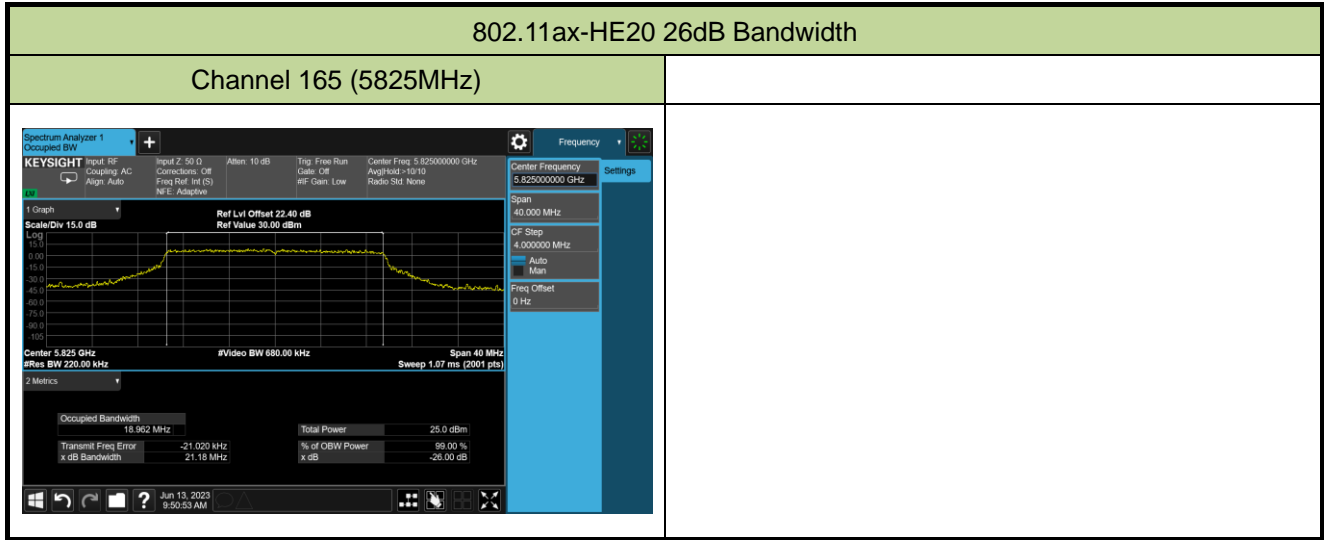 802.11ax-HE20 26dB Bandwidth
Channel 165 (5825MHz)
Spectrum Analyzer 1
Occupied BW
Frequency
KEYSIGHT
Input: RF
Coupling: AC
Align: Auto
Input Z: 50 Ω
Corrections: Off
Freq Ref: Int (S)
NFE: Adaptive
Atten: 10 dB
Trig: Free Run
Gate: Off
#IF Gain: Low
Center Freq: 5.825000000 GHz
Avg|Hold:>10/10
Radio Std: None
Center Frequency
5.825000000 GHz
Settings
Span
40.000 MHz
CF Step
4.000000 MHz
Auto
Man
Freq Offset
0 Hz
1 Graph
Scale/Div 15.0 dB
Ref Lvl Offset 22.40 dB
Ref Value 30.00 dBm
Log
15.0
0.00
-15.0
-30.0
-45.0
-60.0
-75.0
-90.0
-105
Center 5.825 GHz
#Video BW 680.00 kHz
Span 40 MHz
#Res BW 220.00 kHz
Sweep 1.07 ms (2001 pts)
2 Metrics
Occupied Bandwidth
18.962 MHz
Total Power 25.0 dBm
Transmit Freq Error -21.020 kHz
% of OBW Power 99.00 %
x dB Bandwidth 21.18 MHz
x dB -26.00 dB
?
Jun 13, 2023
9:50:53 AM